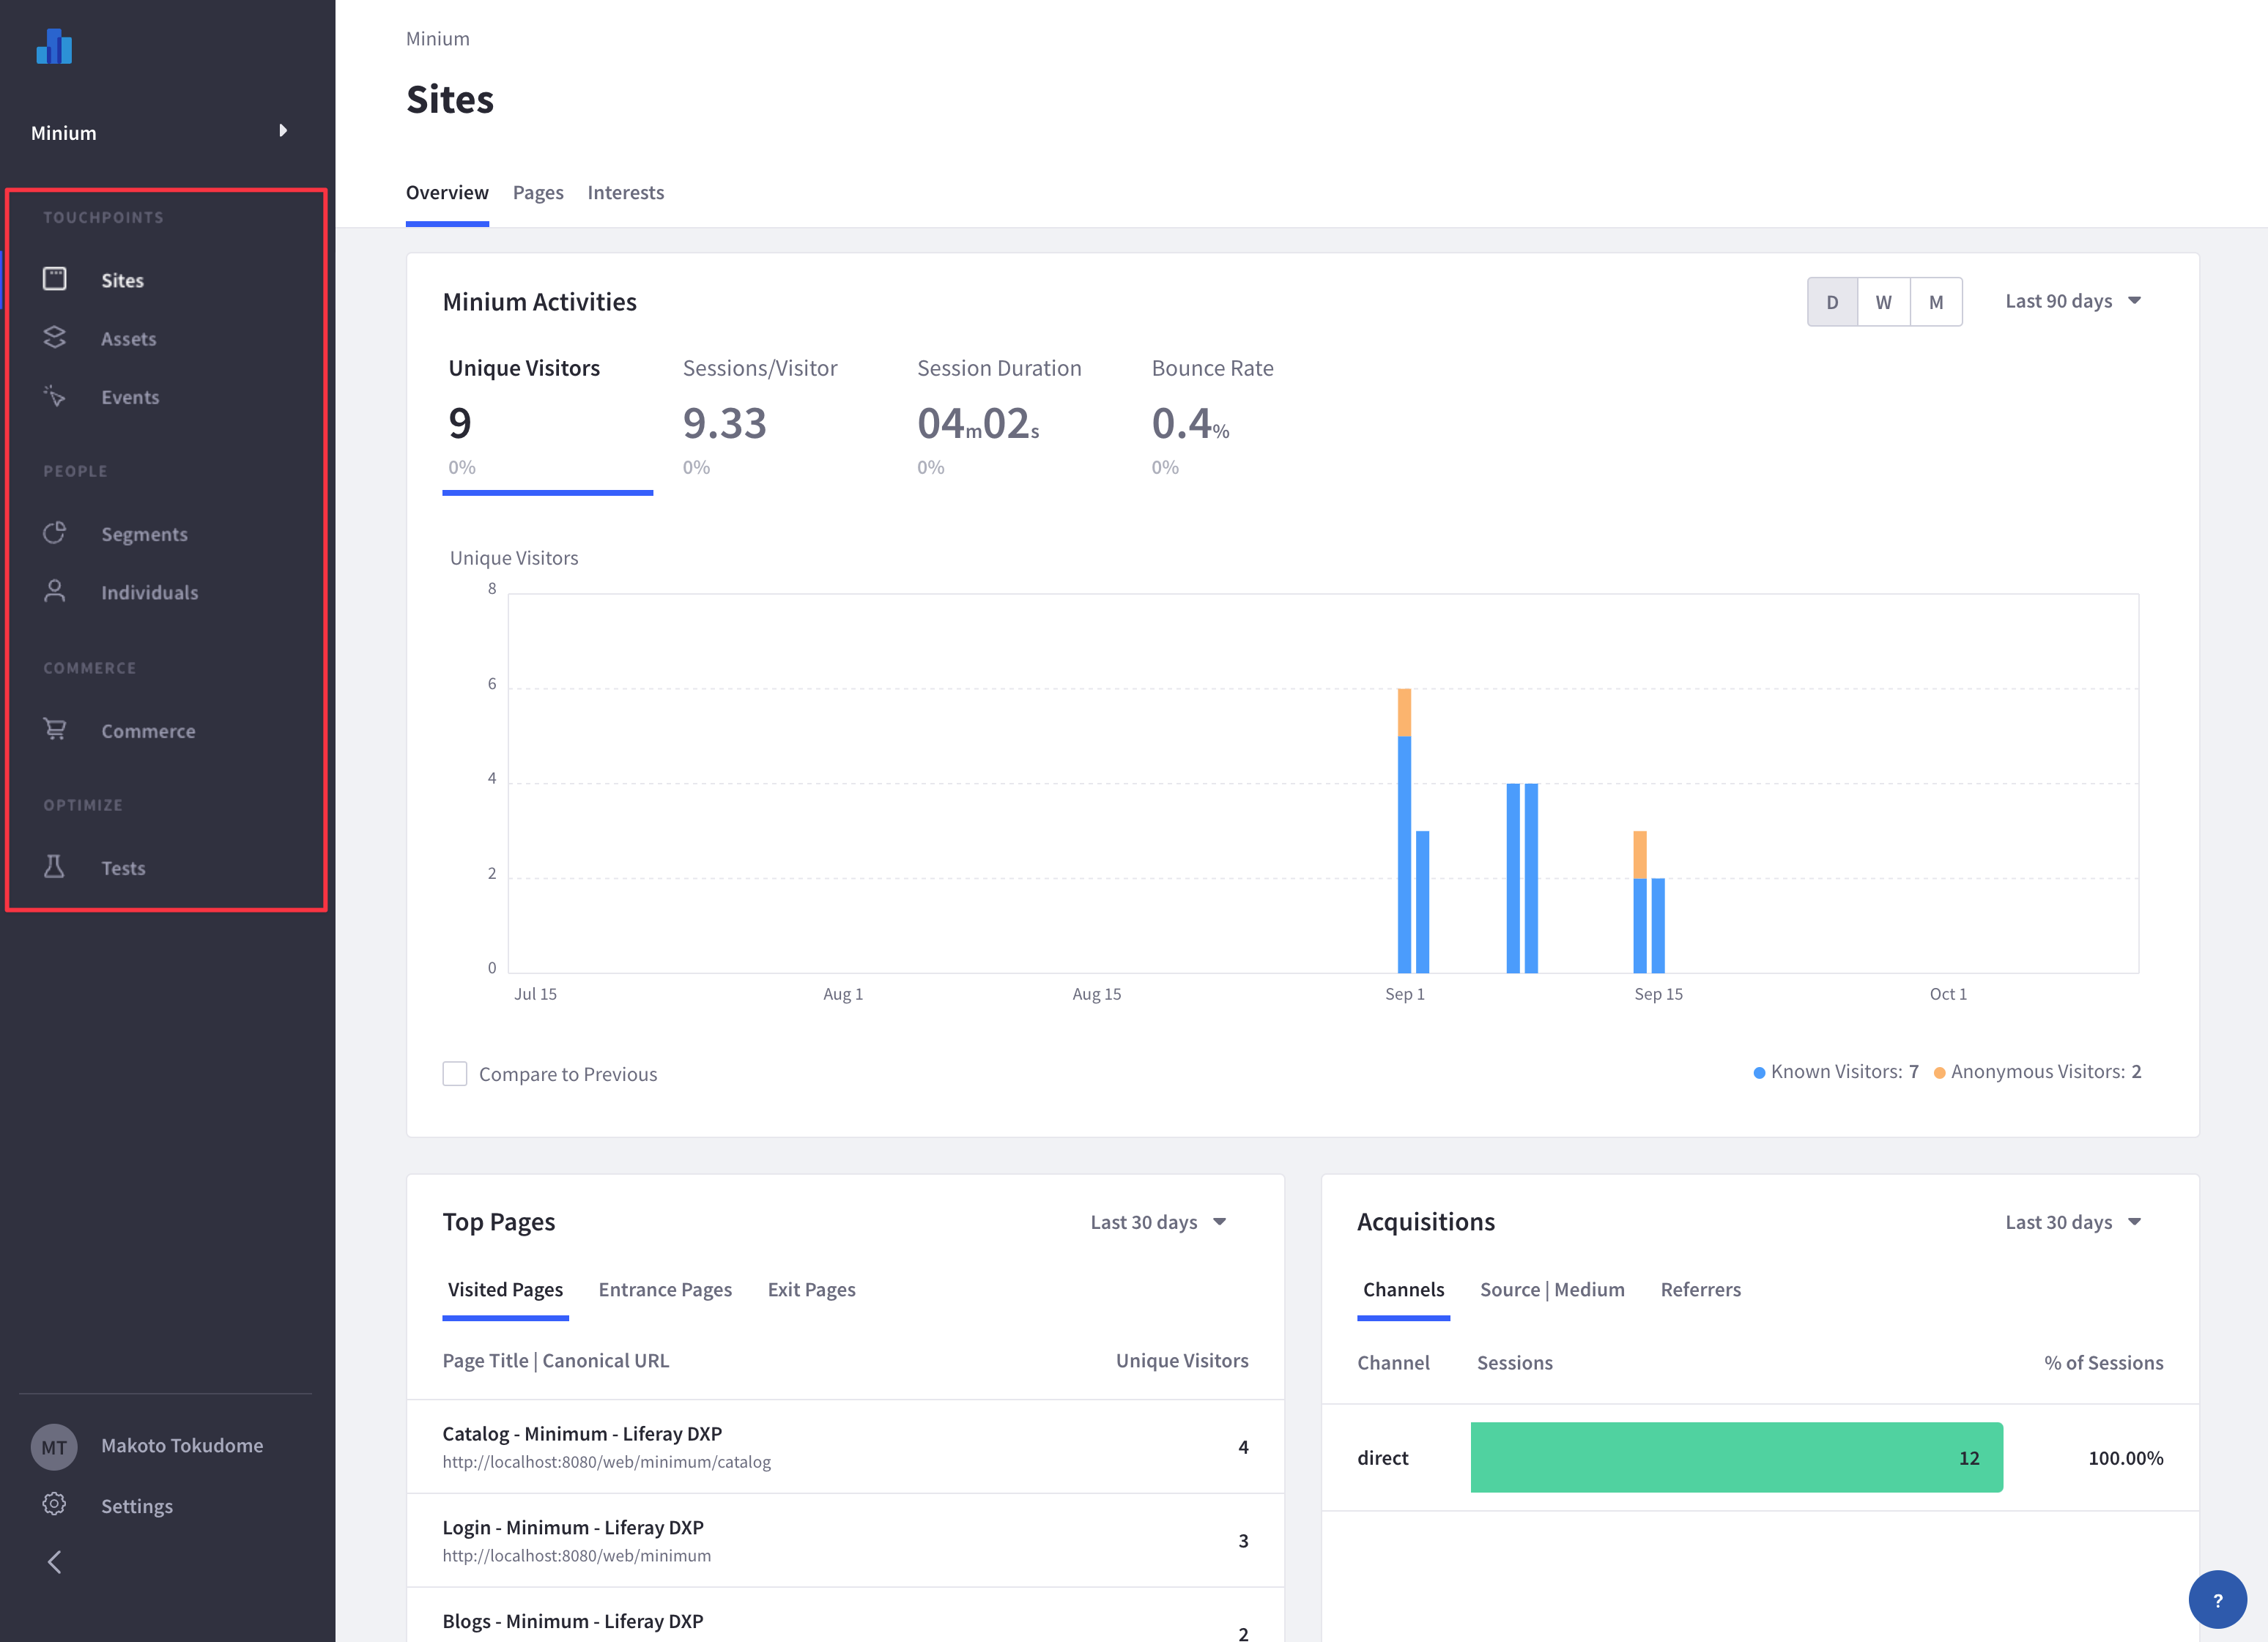 Minium
TOUCHPOINTS
Sites
Assets
Events
PEOPLE
Segments
Individuals
COMMERCE
Commerce
OPTIMIZE
Tests
MT Makoto Tokudome
Settings
Minium
Sites
Overview Pages Interests
Minium Activities
D W M Last 90 days
Unique Visitors Sessions/Visitor Session Duration Bounce Rate
9 9.33 04m02s 0.4%
0% 0% 0% 0%
Unique Visitors
8
6
4
2
0
Jul 15 Aug 1 Aug 15 Sep 1 Sep 15 Oct 1
Compare to Previous
Known Visitors: 7 Anonymous Visitors: 2
Top Pages Last 30 days
Visited Pages Entrance Pages Exit Pages
Page Title | Canonical URL Unique Visitors
Catalog - Minimum - Liferay DXP
http://localhost:8080/web/minimum/catalog
4
Login - Minimum - Liferay DXP
http://localhost:8080/web/minimum
3
Blogs - Minimum - Liferay DXP
2
Acquisitions Last 30 days
Channels Source | Medium Referrers
Channel Sessions % of Sessions
direct 12 100.00%
?